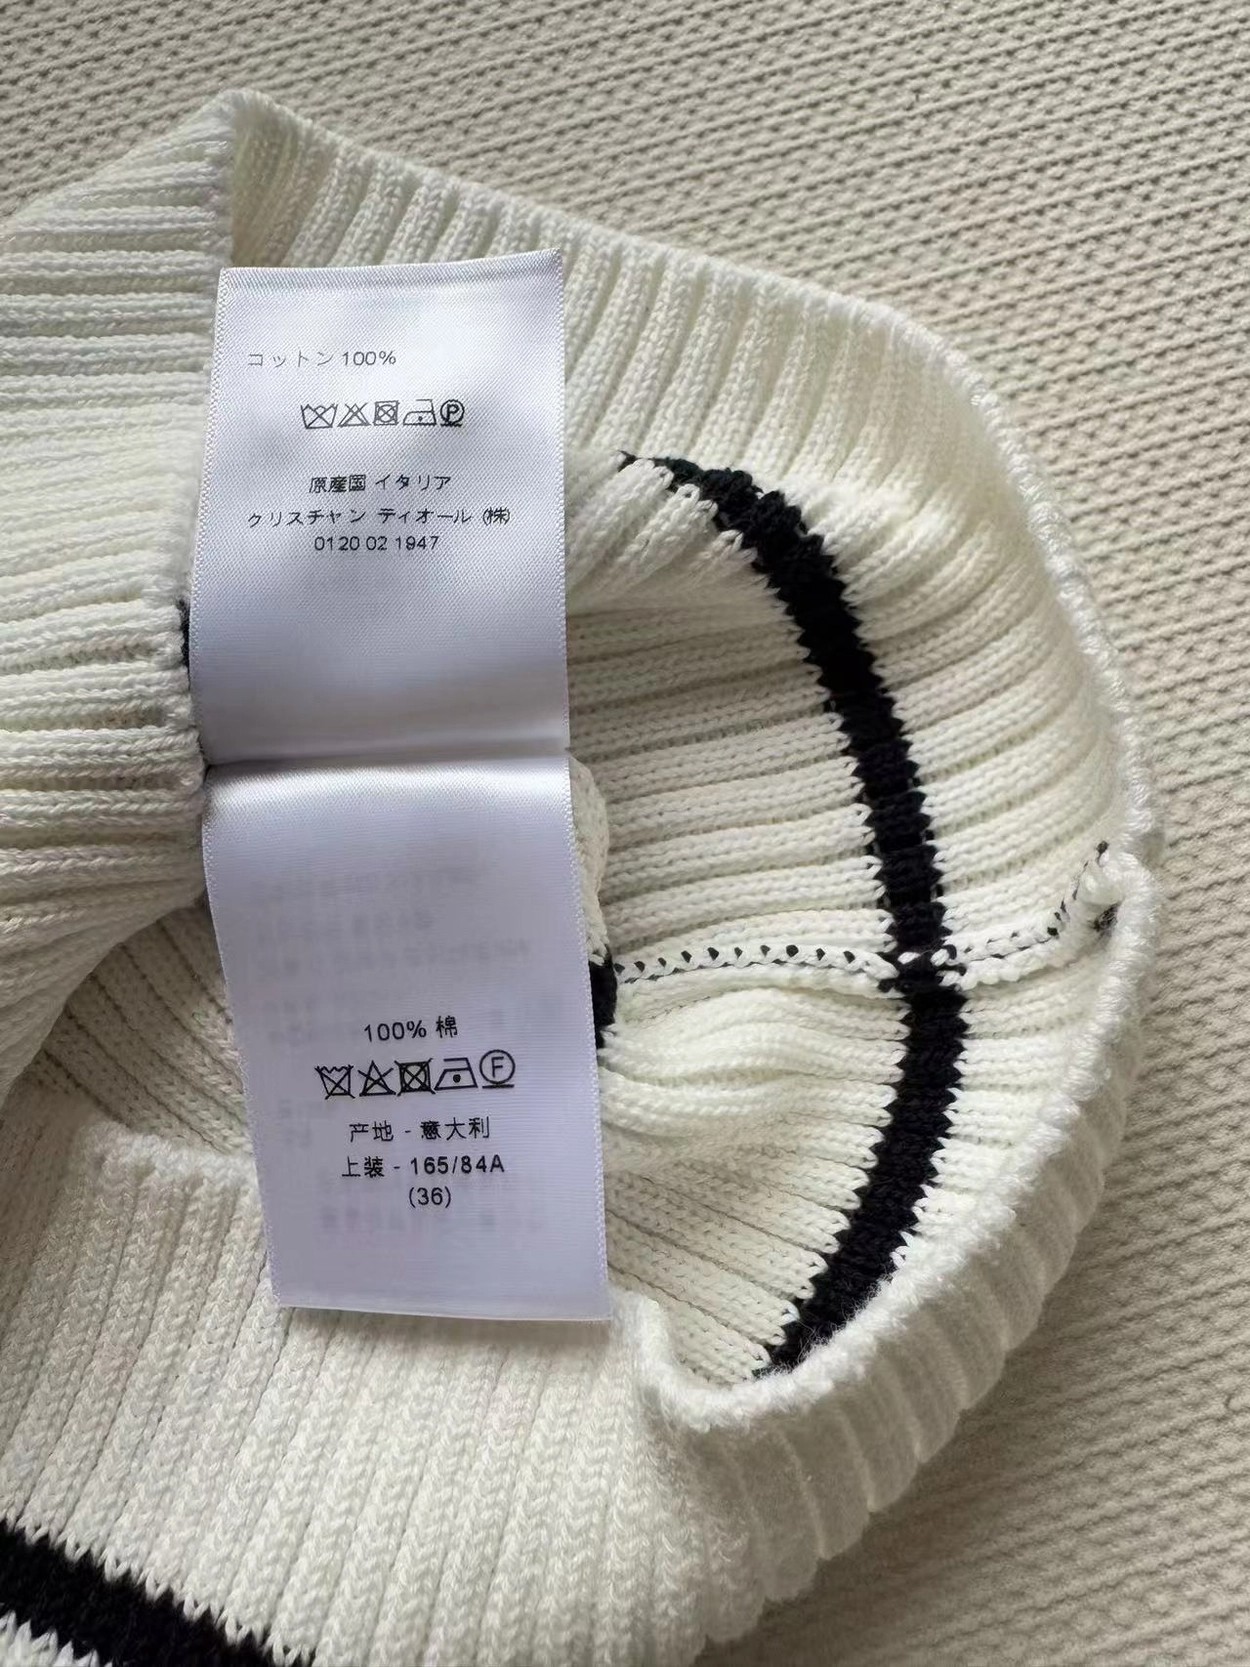 コットン 100%
P
原産国 イタリア
クリスチャン ディオール ㈱
0120 02 1947
100% 棉
F
产地 - 意大利
上装 - 165/84A
(36)